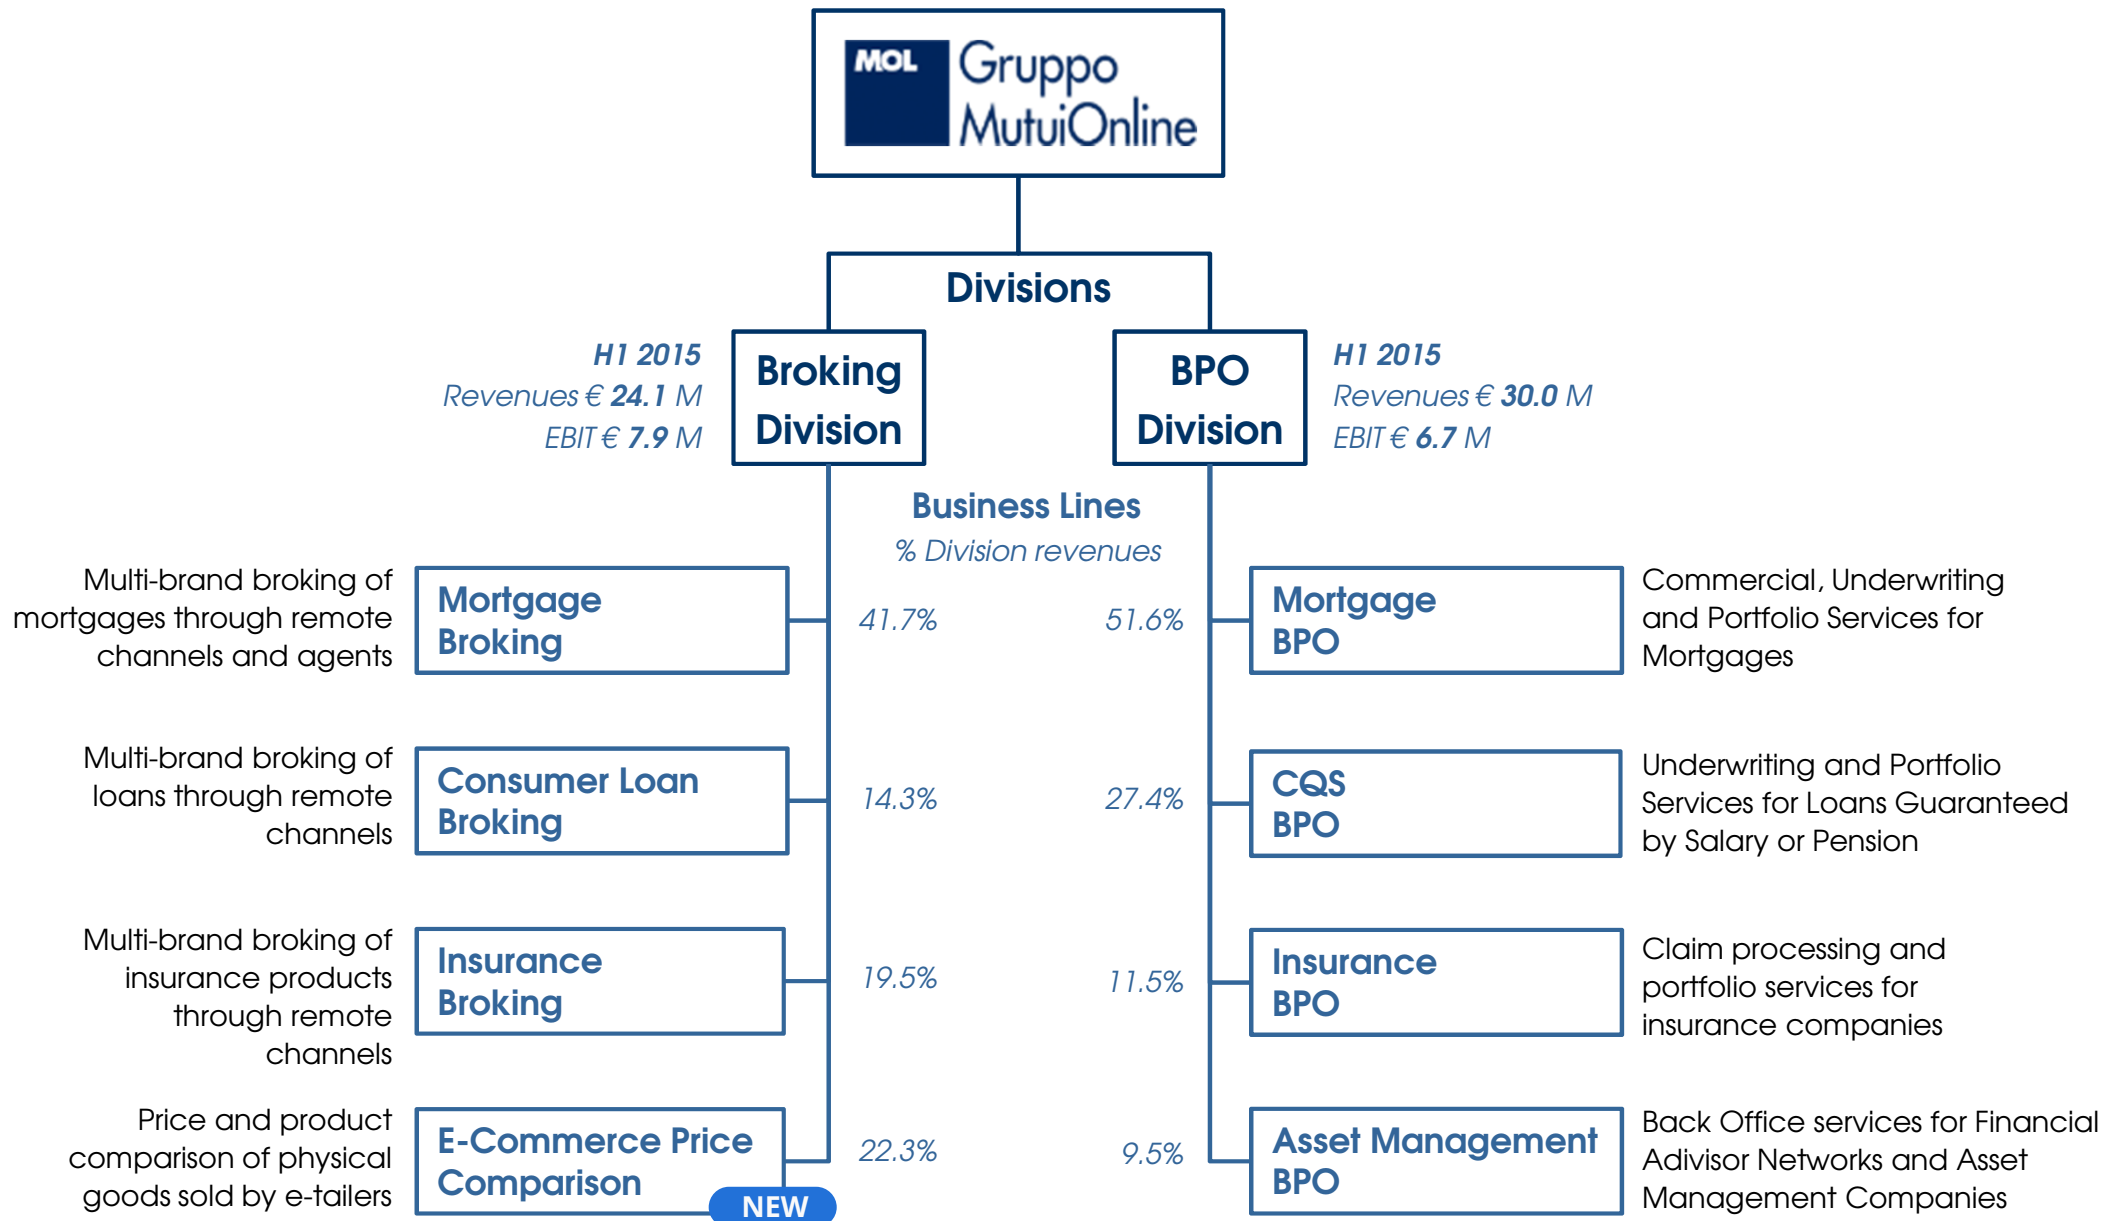 MOL
Gruppo
MutuiOnline
Divisions
H1 2015
Revenues € 24.1 M
EBIT € 7.9 M
Broking
Division
BPO
Division
H1 2015
Revenues € 30.0 M
EBIT € 6.7 M
Business Lines
% Division revenues
Multi-brand broking of
mortgages through remote
channels and agents
Mortgage
Broking
41.7%
51.6%
Mortgage
BPO
Commercial, Underwriting
and Portfolio Services for
Mortgages
Multi-brand broking of
loans through remote
channels
Consumer Loan
Broking
14.3%
27.4%
CQS
BPO
Underwriting and Portfolio
Services for Loans Guaranteed
by Salary or Pension
Multi-brand broking of
insurance products
through remote
channels
Insurance
Broking
19.5%
11.5%
Insurance
BPO
Claim processing and
portfolio services for
insurance companies
Price and product
comparison of physical
goods sold by e-tailers
E-Commerce Price
Comparison
NEW
22.3%
9.5%
Asset Management
BPO
Back Office services for Financial
Adivisor Networks and Asset
Management Companies